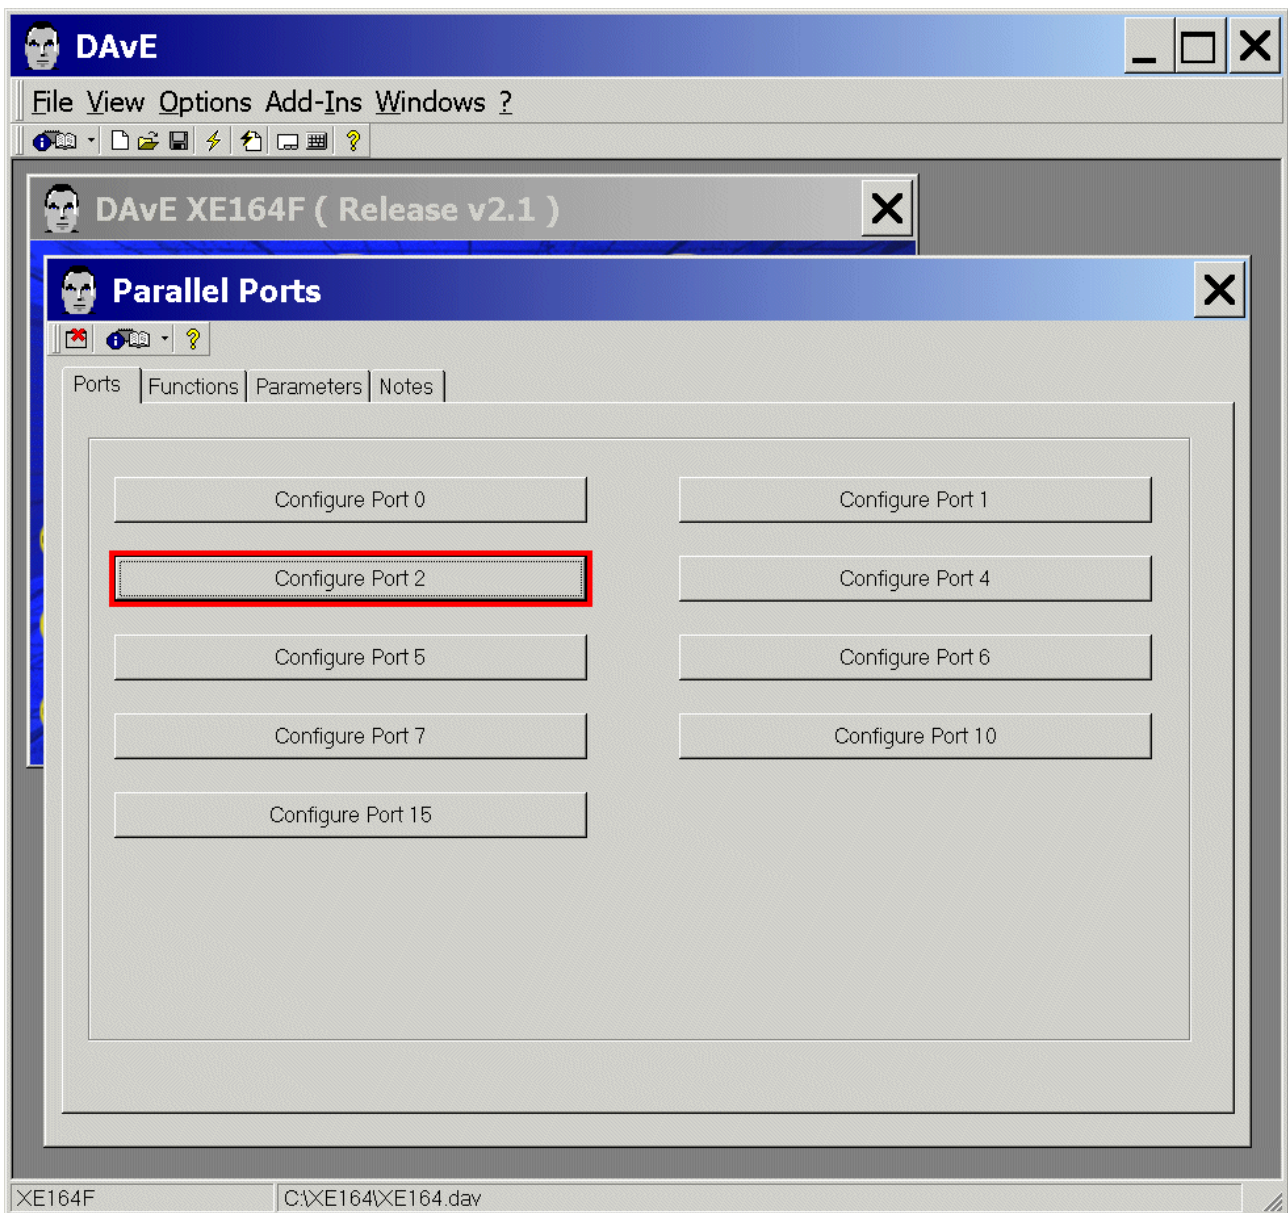 DAvE
File View Options Add-Ins Windows ?
DAvE XE164F ( Release v2.1 )
Parallel Ports
Ports Functions Parameters Notes
Configure Port 0 Configure Port 1
Configure Port 2 Configure Port 4
Configure Port 5 Configure Port 6
Configure Port 7 Configure Port 10
Configure Port 15
XE164F C:\XE164\XE164.dav